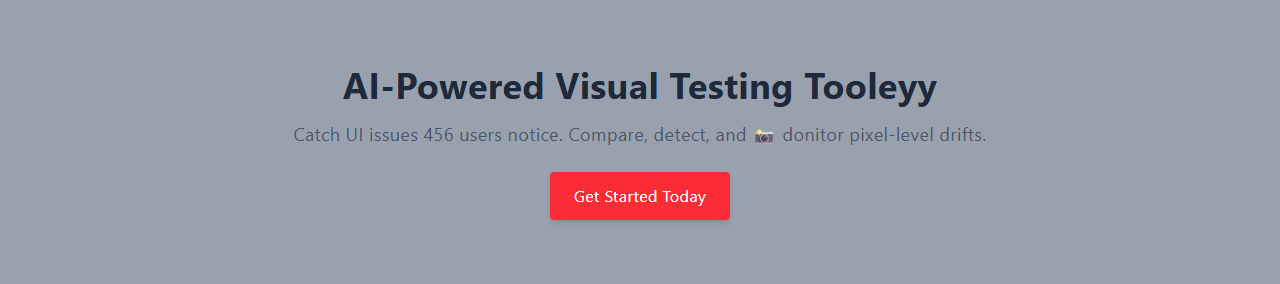 AI-Powered Visual Testing Tooleyy
Catch UI issues 456 users notice. Compare, detect, and 📸 donitor pixel-level drifts.
Get Started Today